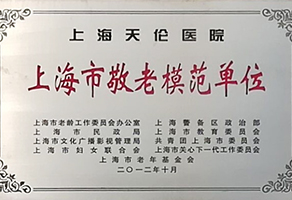 上海天伦医院
上海市敬老模范单位
上海市老龄工作委员会办公室 上海警备区政治部
上海市民政局 上海市教育委员会
上海市文化广播影视管理局 共青团上海市委员会
上海市妇女联合会 上海市关心下一代工作委员会
上海市老年基金会
二〇一二年十月